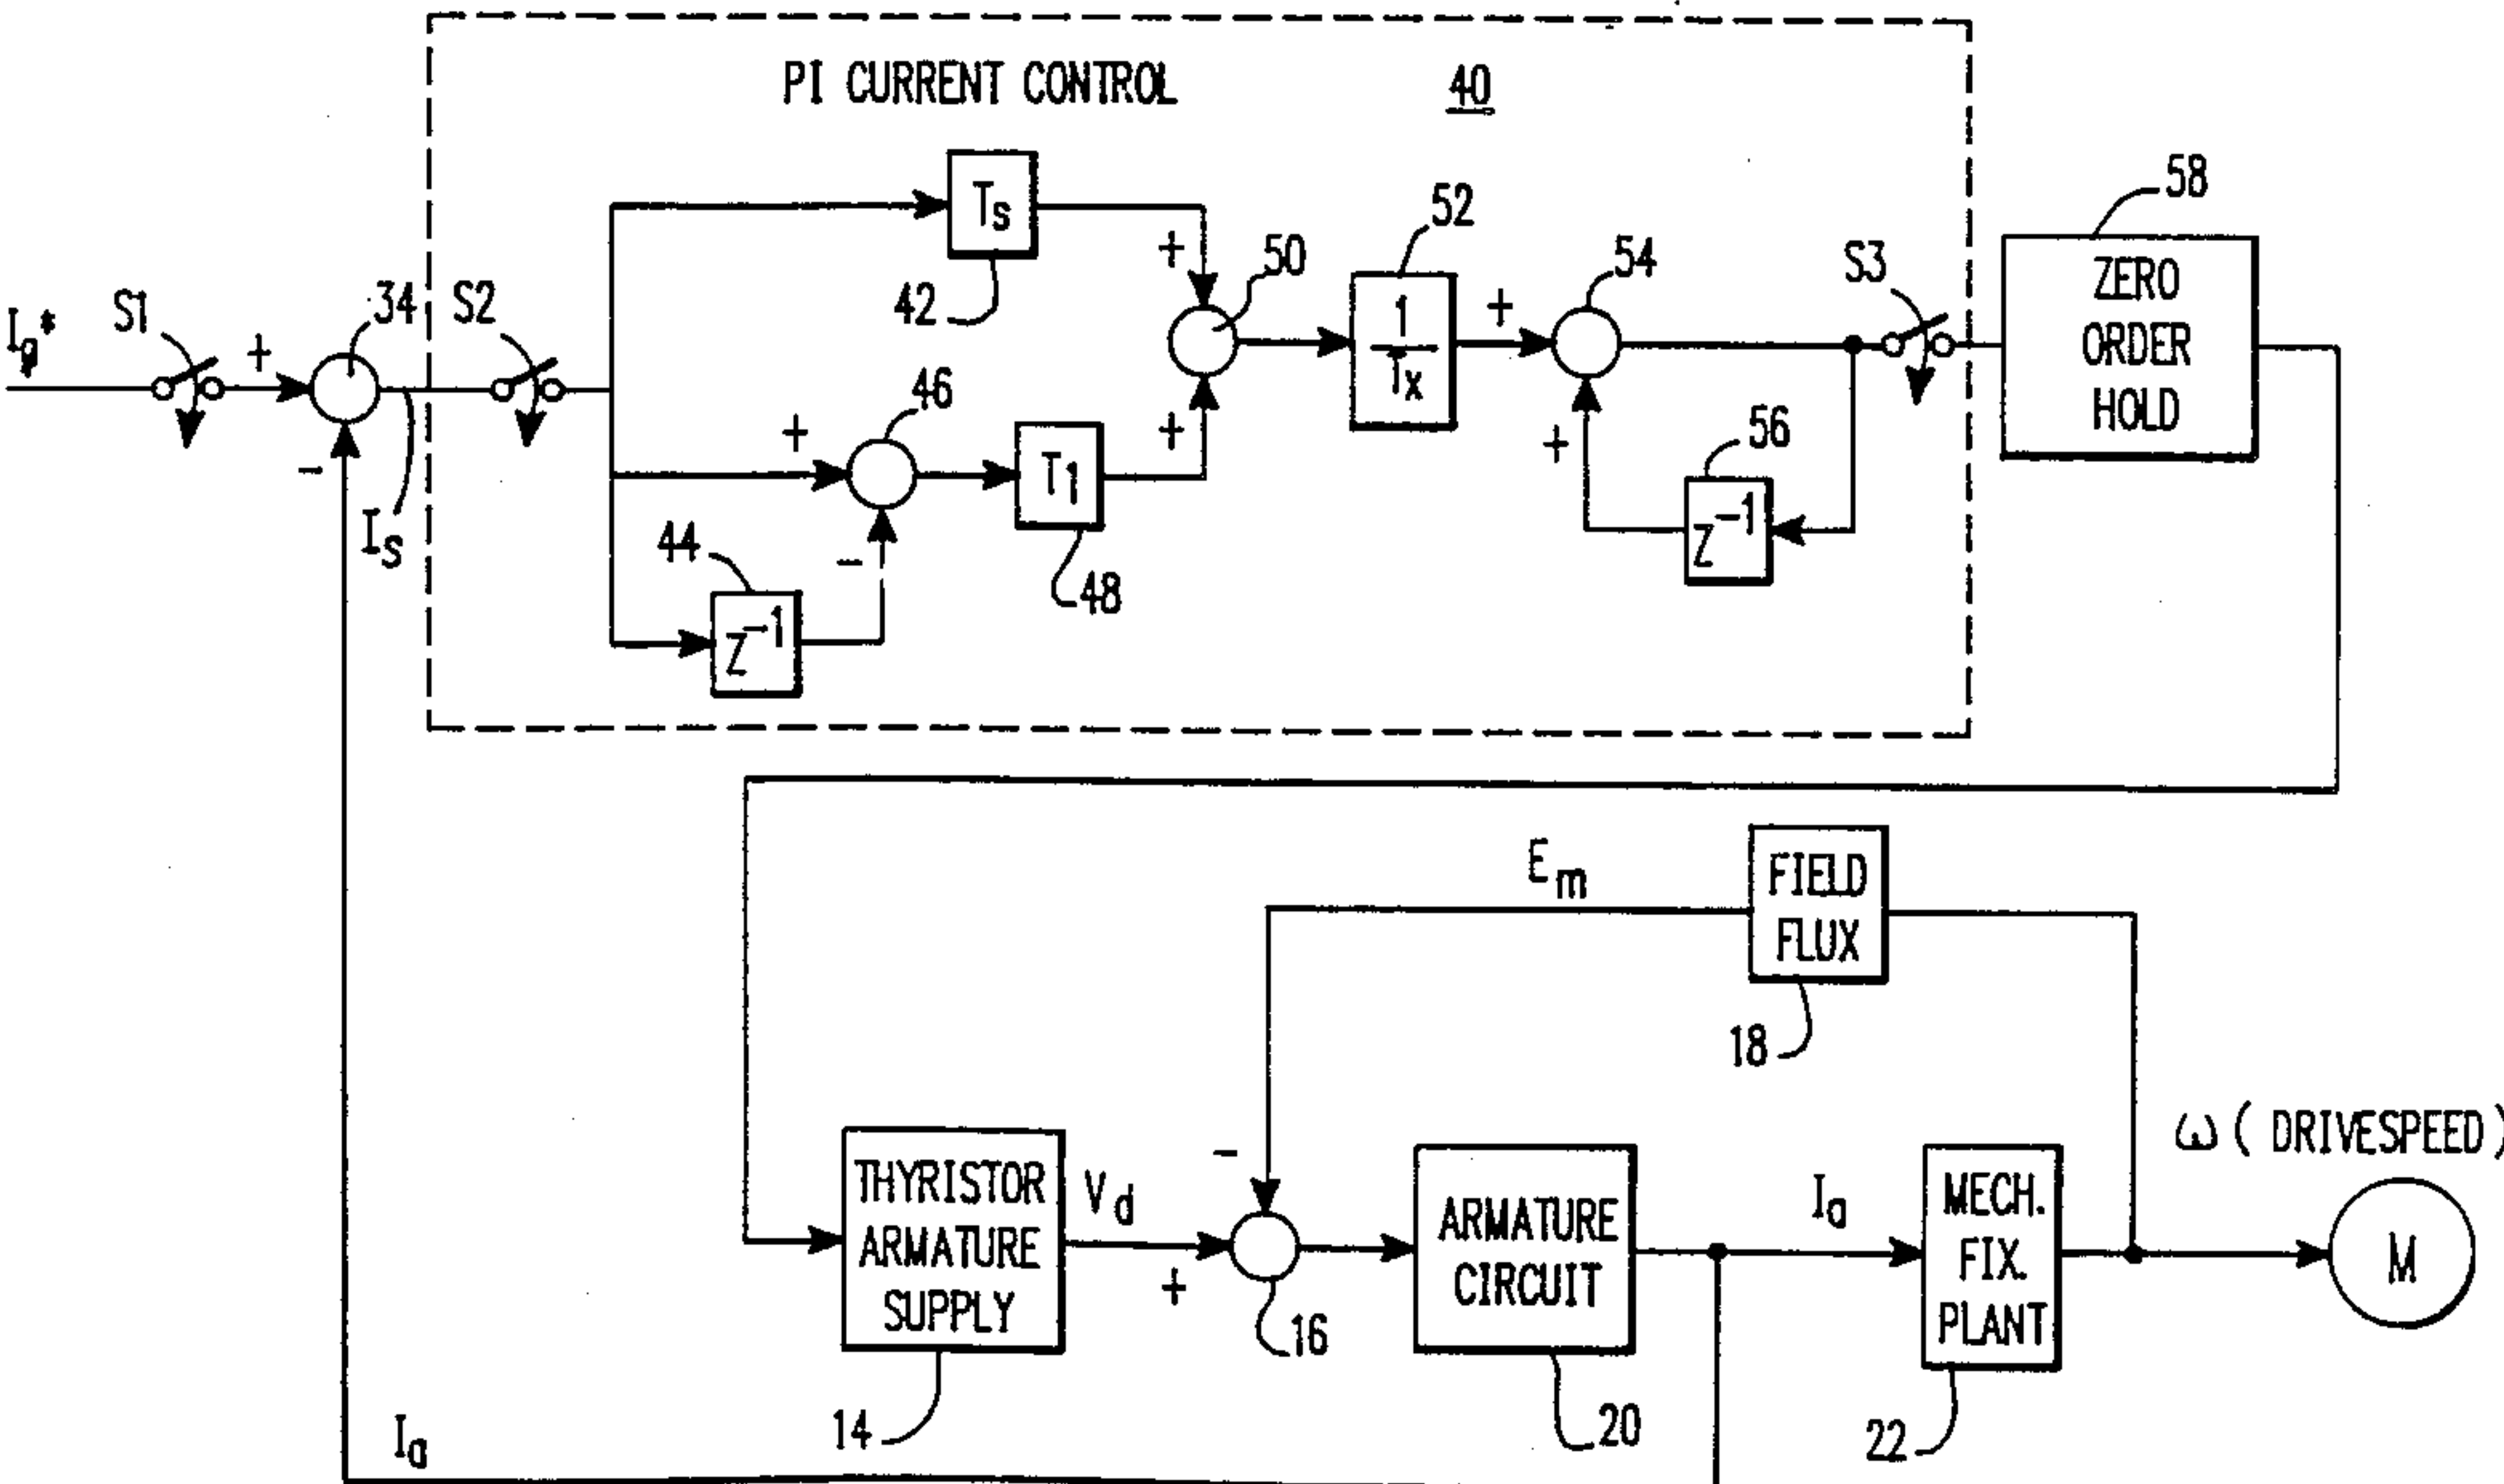 PI CURRENT CONTROL
40
Ts
42
52
58
50
54
S3
ZERO
ORDER
HOLD
S1
+
34
S2
+
1
Tx
+
46
+
+
T1
+
56
Z-1
-
Is
44
-
48
Z-1
Em
FIELD
FLUX
18
ω ( DRIVESPEED )
THYRISTOR
ARMATURE
SUPPLY
Vd
-
+
16
ARMATURE
CIRCUIT
Ia
MECH.
FIX.
PLANT
M
14
20
22
Ia